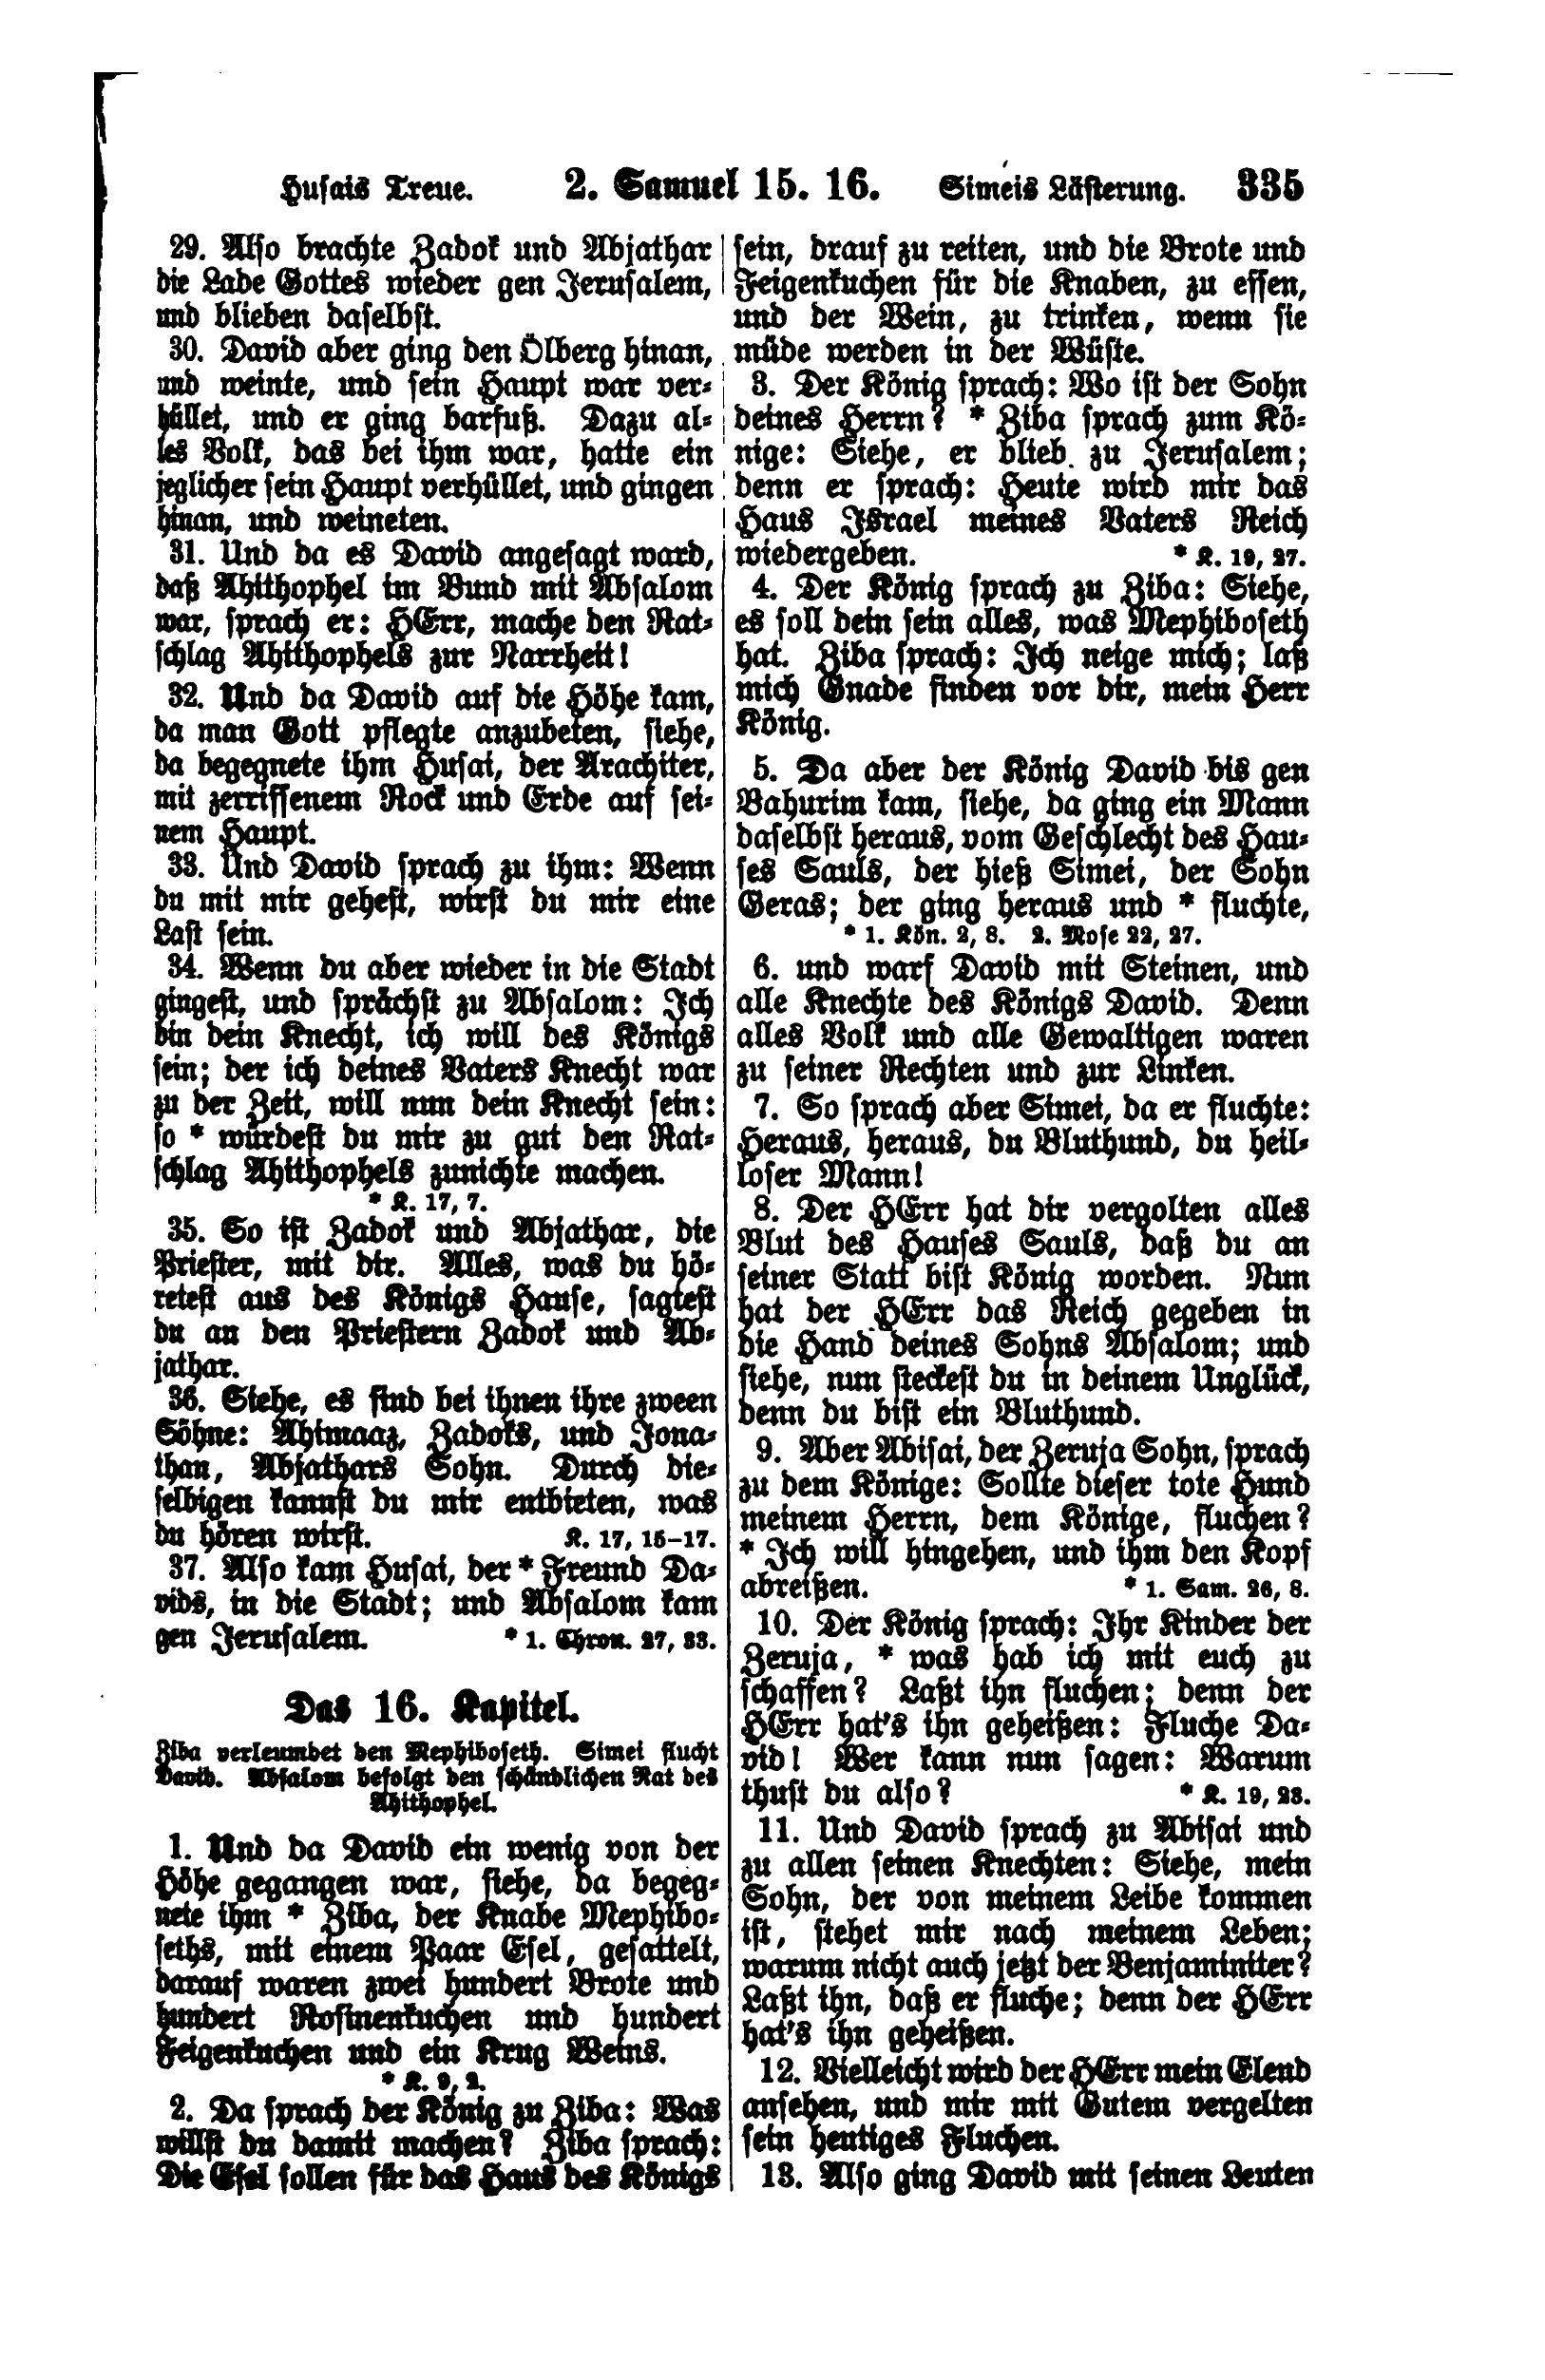 Husais Treue. 2. Samuel 15. 16. Simeis Lästerung. 335
29. Also brachte Zadok und Abjathar
die Lade Gottes wieder gen Jerusalem,
und blieben daselbst.
30. David aber ging den Ölberg hinan,
und weinte, und sein Haupt war ver-
hüllet, und er ging barfuß. Dazu al-
les Volk, das bei ihm war, hatte ein
jeglicher sein Haupt verhüllet, und gingen
hinan, und weineten.
31. Und da es David angesagt ward,
daß Ahithophel im Bund mit Absalom
war, sprach er: HErr, mache den Rat-
schlag Ahithophels zur Narrheit!
32. Und da David auf die Höhe kam,
da man Gott pflegte anzubeten, siehe,
da begegnete ihm Husai, der Arachiter,
mit zerrissenem Rock und Erde auf sei-
nem Haupt.
33. Und David sprach zu ihm: Wenn
du mit mir gehest, wirst du mir eine
Last sein.
34. Wenn du aber wieder in die Stadt
gingest, und sprächst zu Absalom: Ich
bin dein Knecht, ich will des Königs
sein; der ich deines Vaters Knecht war
zu der Zeit, will nun dein Knecht sein:
so * würdest du mir zu gut den Rat-
schlag Ahithophels zunichte machen.
* K. 17, 7.
35. So ist Zadok und Abjathar, die
Priester, mit dir. Alles, was du hö-
retest aus des Königs Hause, sagtest
du an den Priestern Zadok und Ab-
jathar.
36. Siehe, es sind bei ihnen ihre zween
Söhne: Ahimaaz, Zadoks, und Jona-
than, Abjathars Sohn. Durch die-
selbigen kannst du mir entbieten, was
du hören wirst. K. 17, 15-17.
37. Also kam Husai, der * Freund Da-
vids, in die Stadt; und Absalom kam
gen Jerusalem. * 1. Chron. 27, 33.
Das 16. Kapitel.
Ziba verleumdet den Mephiboseth. Simei flucht
David. Absalom befolgt den schändlichen Rat des
Ahithophel.
1. Und da David ein wenig von der
Höhe gegangen war, siehe, da begeg-
nete ihm * Ziba, der Knabe Mephibo-
seths, mit einem Paar Esel, gesattelt,
darauf waren zwei hundert Brote und
hundert Rosinenkuchen und hundert
Feigenkuchen und ein Krug Weins.
* K. 9, 2.
2. Da sprach der König zu Ziba: Was
willst du damit machen? Ziba sprach:
Die Esel sollen für das Haus des Königs
sein, drauf zu reiten, und die Brote und
Feigenkuchen für die Knaben, zu essen,
und der Wein, zu trinken, wenn sie
müde werden in der Wüste.
3. Der König sprach: Wo ist der Sohn
deines Herrn? * Ziba sprach zum Kö-
nige: Siehe, er blieb zu Jerusalem;
denn er sprach: Heute wird mir das
Haus Israel meines Vaters Reich
wiedergeben. * K. 19, 27.
4. Der König sprach zu Ziba: Siehe,
es soll dein sein alles, was Mephiboseth
hat. Ziba sprach: Ich neige mich; laß
mich Gnade finden vor dir, mein Herr
König.
5. Da aber der König David bis gen
Bahurim kam, siehe, da ging ein Mann
daselbst heraus, vom Geschlecht des Hau-
ses Sauls, der hieß Simei, der Sohn
Geras; der ging heraus und * fluchte,
* 1. Kön. 2, 8. 2. Mose 22, 27.
6. und warf David mit Steinen, und
alle Knechte des Königs David. Denn
alles Volk und alle Gewaltigen waren
zu seiner Rechten und zur Linken.
7. So sprach aber Simei, da er fluchte:
Heraus, heraus, du Bluthund, du heil-
loser Mann!
8. Der HErr hat dir vergolten alles
Blut des Hauses Sauls, daß du an
seiner Statt bist König worden. Nun
hat der HErr das Reich gegeben in
die Hand deines Sohns Absalom; und
siehe, nun steckest du in deinem Unglück,
denn du bist ein Bluthund.
9. Aber Abisai, der Zeruja Sohn, sprach
zu dem Könige: Sollte dieser tote Hund
meinem Herrn, dem Könige, fluchen?
* Ich will hingehen, und ihm den Kopf
abreißen. * 1. Sam. 26, 8.
10. Der König sprach: Ihr Kinder der
Zeruja, * was hab ich mit euch zu
schaffen? Laßt ihn fluchen; denn der
HErr hat's ihn geheißen: Fluche Da-
vid! Wer kann nun sagen: Warum
thust du also? * K. 19, 23.
11. Und David sprach zu Abisai und
zu allen seinen Knechten: Siehe, mein
Sohn, der von meinem Leibe kommen
ist, stehet mir nach meinem Leben;
warum nicht auch jetzt der Benjaminiter?
Laßt ihn, daß er fluche; denn der HErr
hat's ihn geheißen.
12. Vielleicht wird der HErr mein Elend
ansehen, und mir mit Gutem vergelten
sein heutiges Fluchen.
13. Also ging David mit seinen Leuten